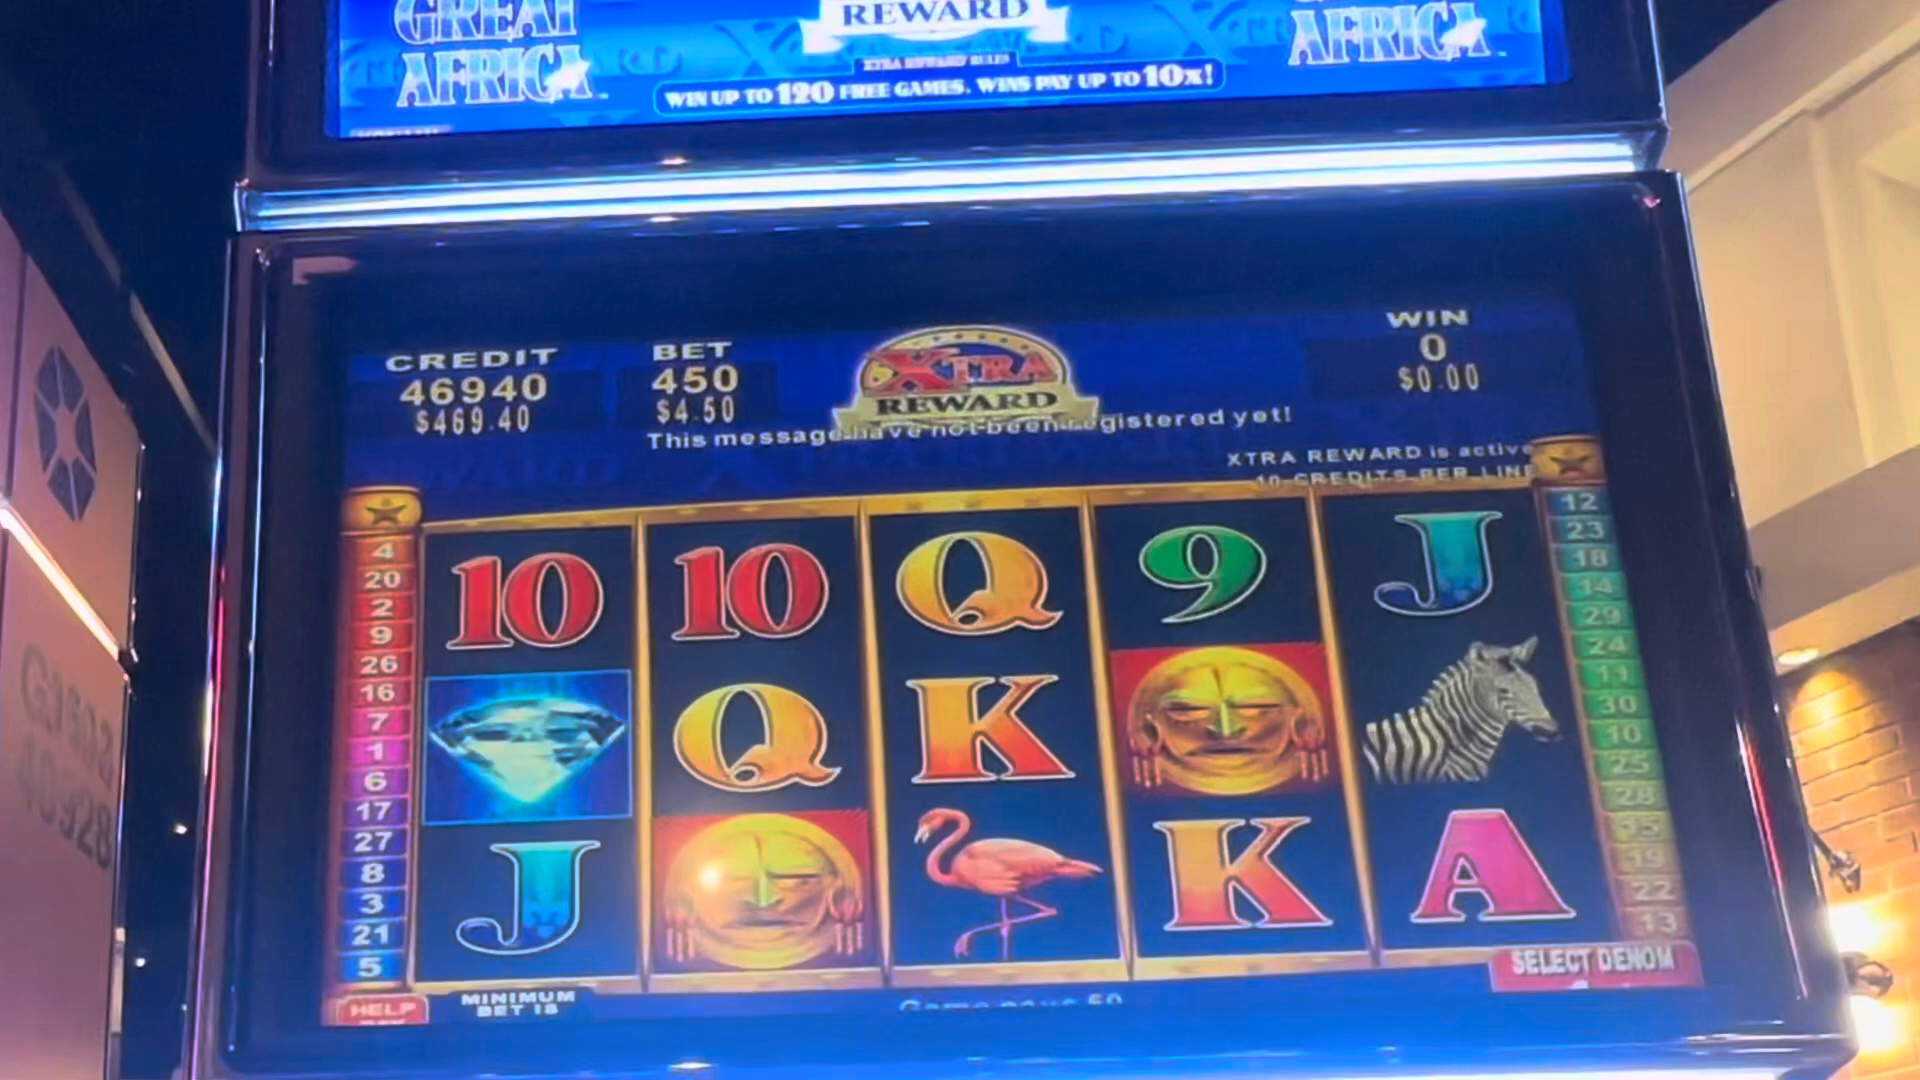 GREAT
AFRICA
REWARD
AFRICA
XTRA REWARD RULES
WIN UP TO 120 FREE GAMES. WINS PAY UP TO 10x!
CREDIT
46940
$469.40
BET
450
$4.50
XTRA
REWARD
WIN
0
$0.00
This message have not been registered yet!
XTRA REWARD is active
10 CREDITS PER LINE
4
20
2
9
26
16
7
1
6
17
27
8
3
21
5
10 10 Q 9 J
Q K
J K A
12
23
18
14
29
24
11
30
10
25
28
15
19
22
13
HELP
MINIMUM
BET IS
Game pays 50
SELECT DENOM